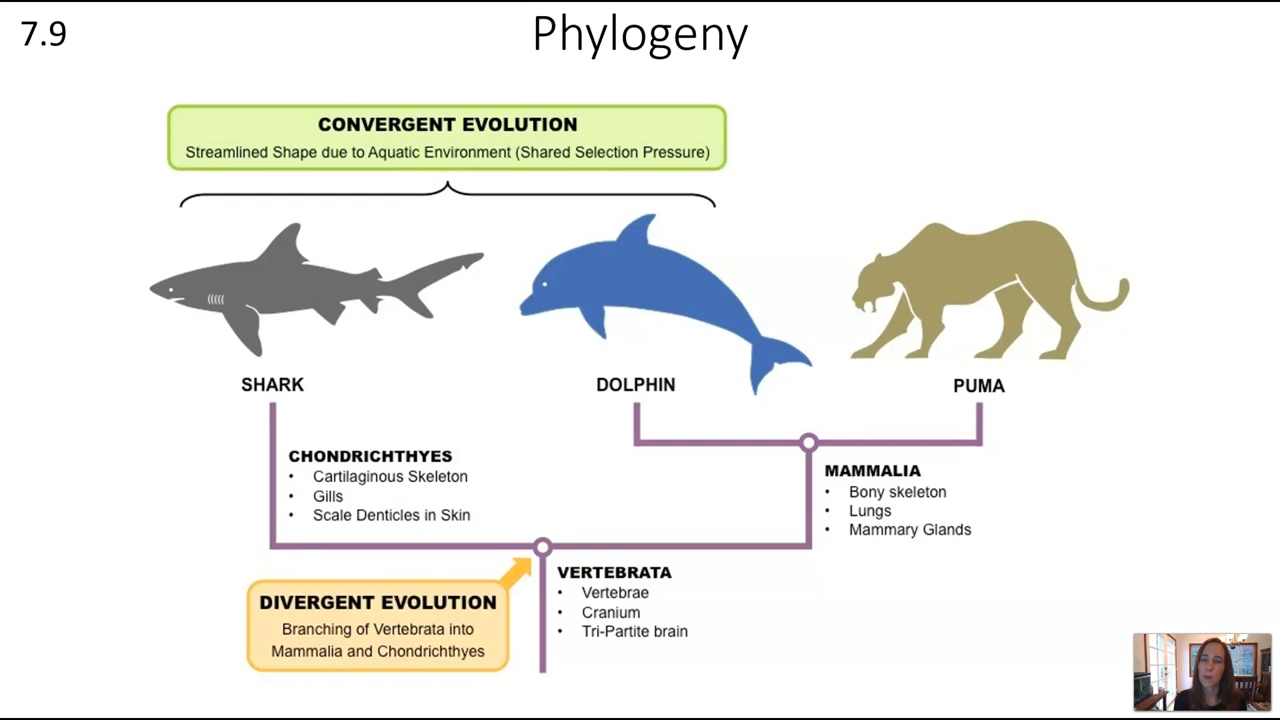 7.9
Phylogeny
CONVERGENT EVOLUTION
Streamlined Shape due to Aquatic Environment (Shared Selection Pressure)
SHARK
DOLPHIN
PUMA
CHONDRICHTHYES
• Cartilaginous Skeleton
• Gills
• Scale Denticles in Skin
MAMMALIA
• Bony skeleton
• Lungs
• Mammary Glands
VERTEBRATA
• Vertebrae
• Cranium
• Tri-Partite brain
DIVERGENT EVOLUTION
Branching of Vertebrata into
Mammalia and Chondrichthyes